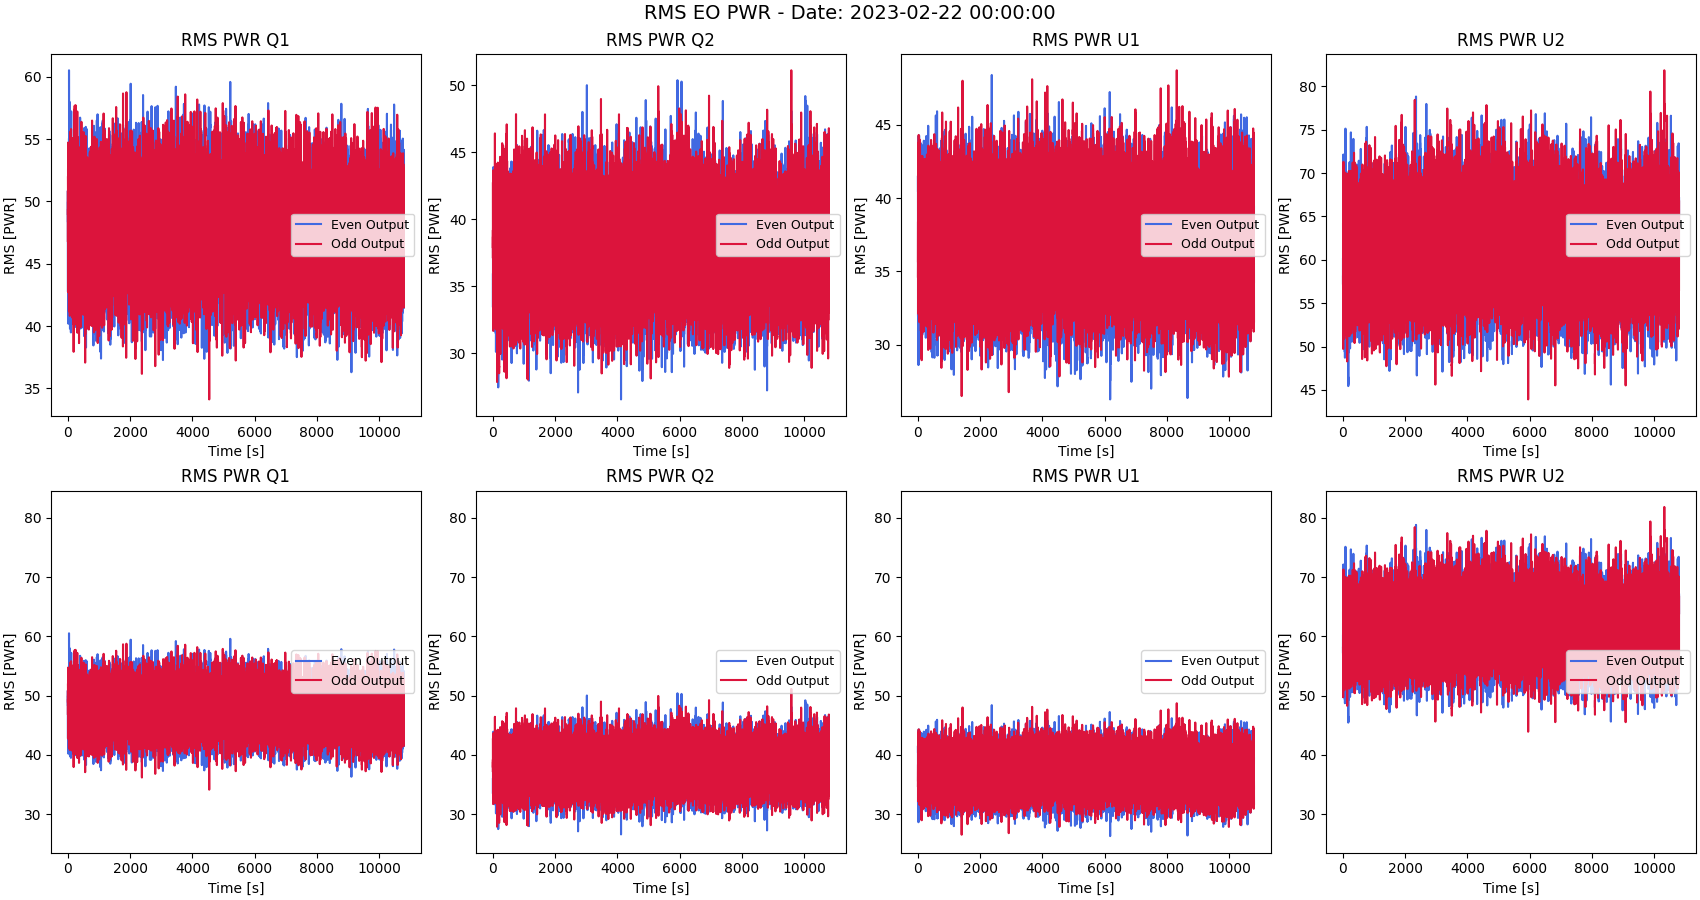 RMS EO PWR - Date: 2023-02-22 00:00:00
RMS PWR Q1
RMS [PWR]
60
55
50
45
40
35
Even Output
Odd Output
0 2000 4000 6000 8000 10000
Time [s]
RMS PWR Q2
RMS [PWR]
50
45
40
35
30
Even Output
Odd Output
0 2000 4000 6000 8000 10000
Time [s]
RMS PWR U1
RMS [PWR]
45
40
35
30
Even Output
Odd Output
0 2000 4000 6000 8000 10000
Time [s]
RMS PWR U2
RMS [PWR]
80
75
70
65
60
55
50
45
Even Output
Odd Output
0 2000 4000 6000 8000 10000
Time [s]
RMS PWR Q1
RMS [PWR]
80
70
60
50
40
30
Even Output
Odd Output
0 2000 4000 6000 8000 10000
Time [s]
RMS PWR Q2
RMS [PWR]
80
70
60
50
40
30
Even Output
Odd Output
0 2000 4000 6000 8000 10000
Time [s]
RMS PWR U1
RMS [PWR]
80
70
60
50
40
30
Even Output
Odd Output
0 2000 4000 6000 8000 10000
Time [s]
RMS PWR U2
RMS [PWR]
80
70
60
50
40
30
Even Output
Odd Output
0 2000 4000 6000 8000 10000
Time [s]